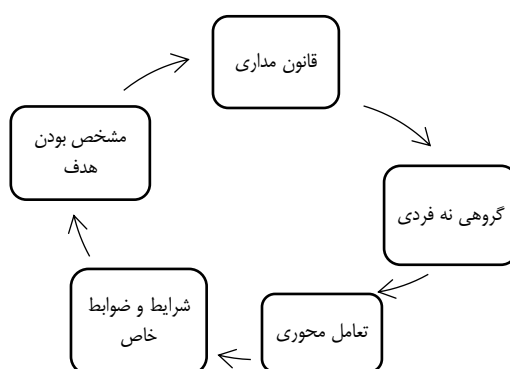 قانون مداری
گروهی نه فردی
تعامل محوری
شرایط و ضوابط
خاص
مشخص بودن
هدف